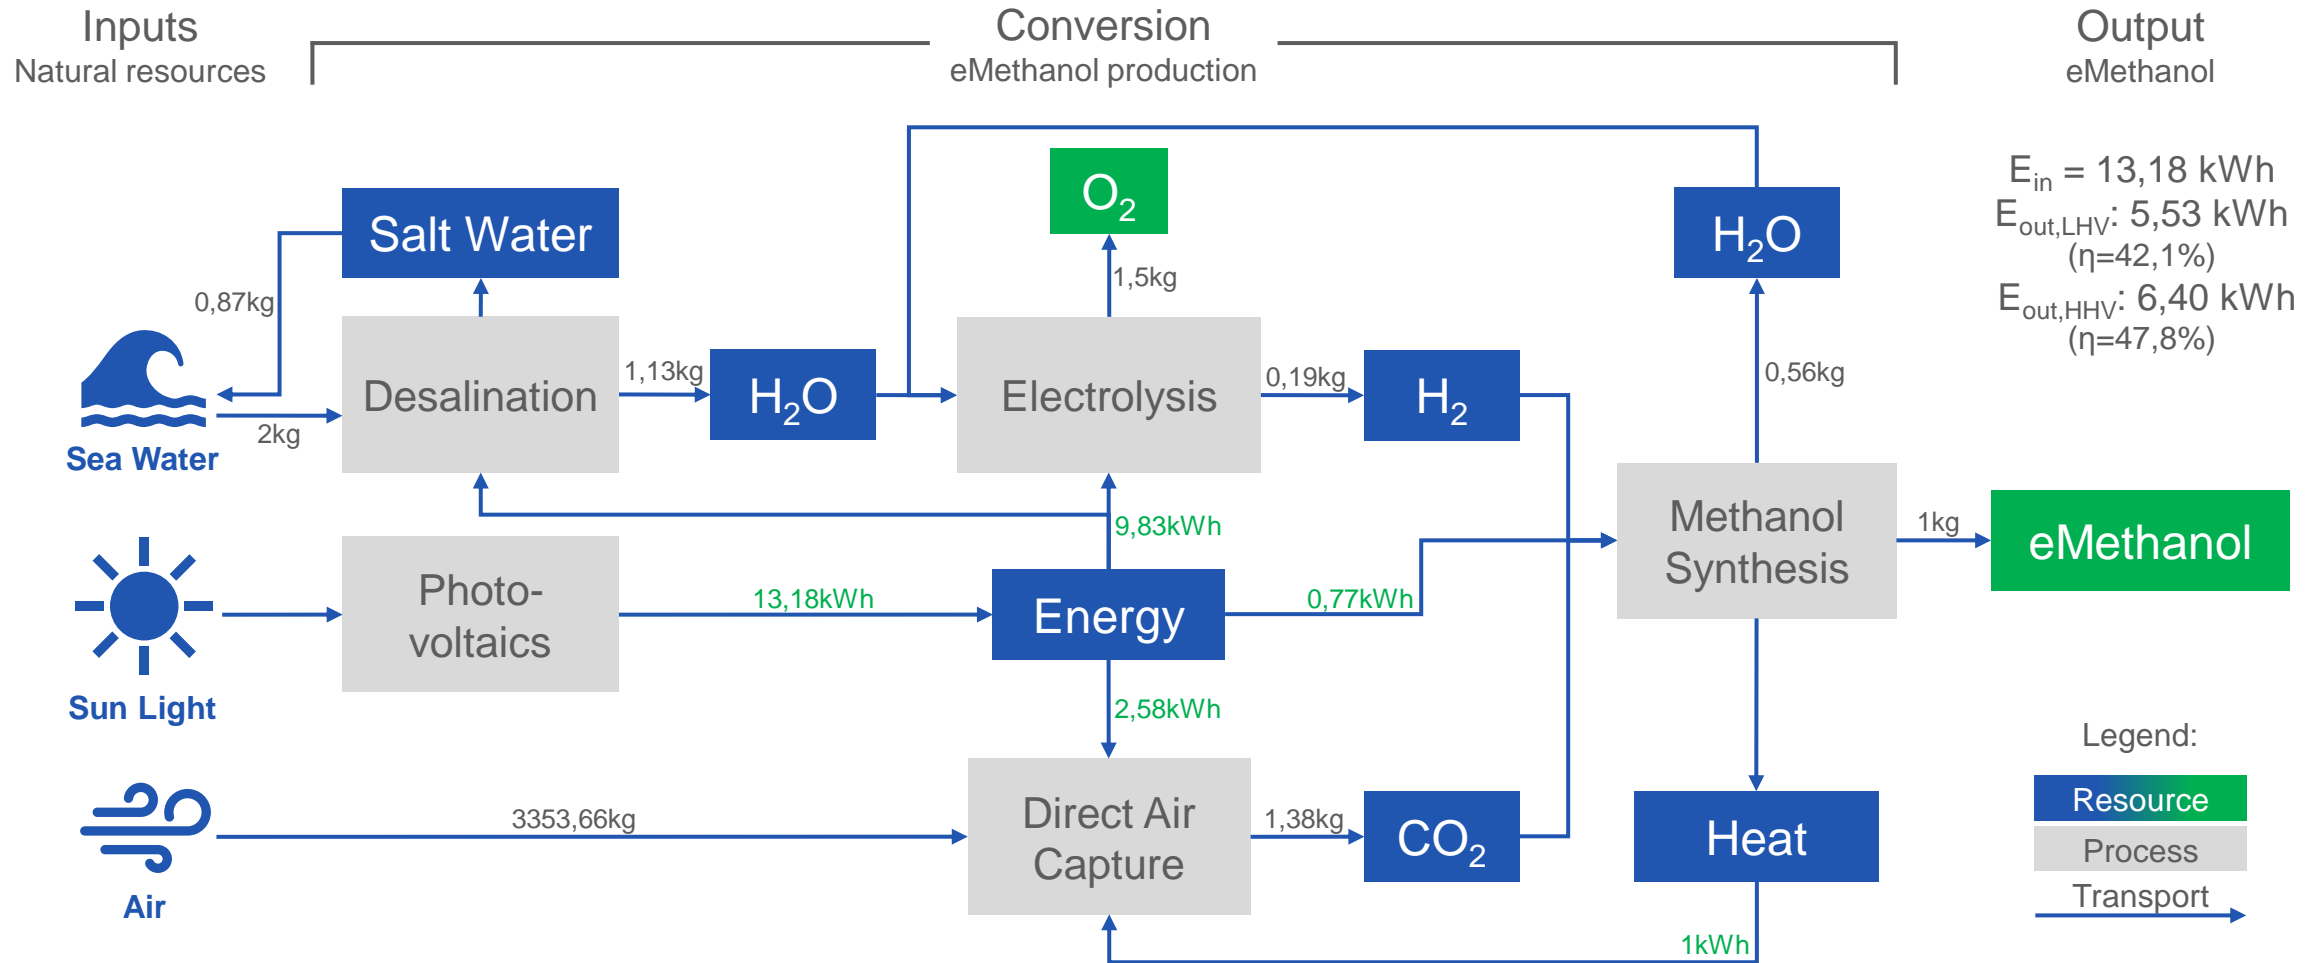 Inputs
Natural resources
Conversion
eMethanol production
Output
eMethanol
E_in = 13,18 kWh
E_out,LHV: 5,53 kWh
(η=42,1%)
E_out,HHV: 6,40 kWh
(η=47,8%)
Salt Water
O₂
H₂O
0,87kg
1,5kg
Desalination
1,13kg
H₂O
Electrolysis
0,19kg
H₂
0,56kg
2kg
Sea Water
9,83kWh
Methanol
Synthesis
1kg
eMethanol
Photo-
voltaics
13,18kWh
Energy
0,77kWh
Sun Light
2,58kWh
Legend:
Resource
Process
Transport
3353,66kg
Direct Air
Capture
1,38kg
CO₂
Heat
Air
1kWh